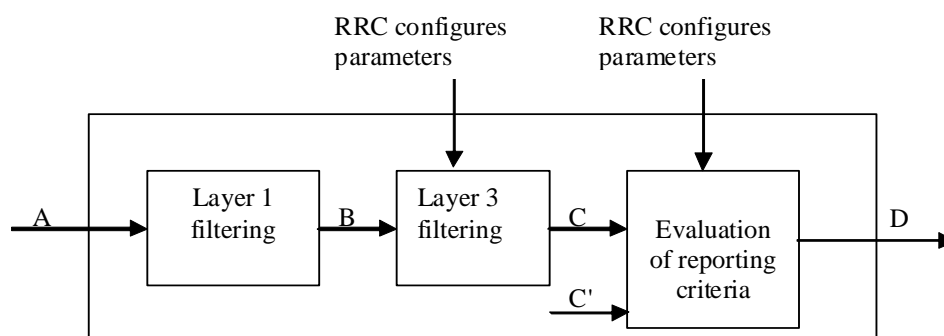 RRC configures
parameters
RRC configures
parameters
Layer 1
filtering
Layer 3
filtering
Evaluation
of reporting
criteria
A
B
C
C'
D